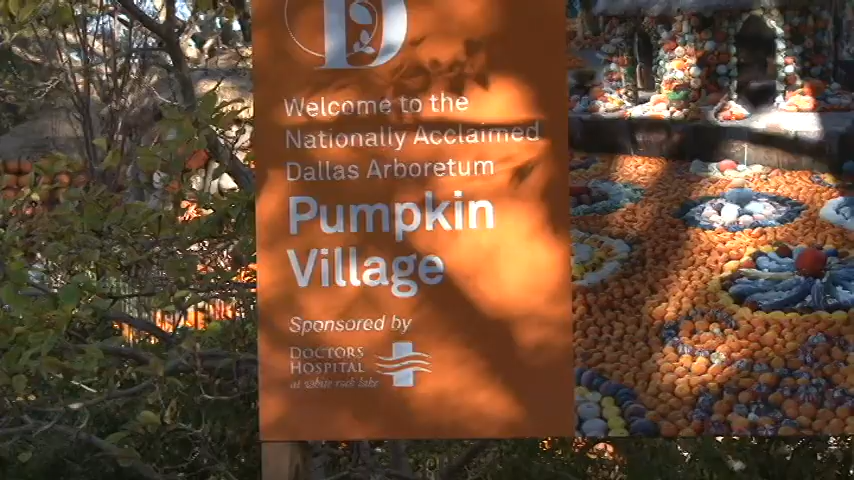 D
Welcome to the
Nationally Acclaimed
Dallas Arboretum
Pumpkin
Village
Sponsored by
DOCTORS
HOSPITAL
at white rock lake